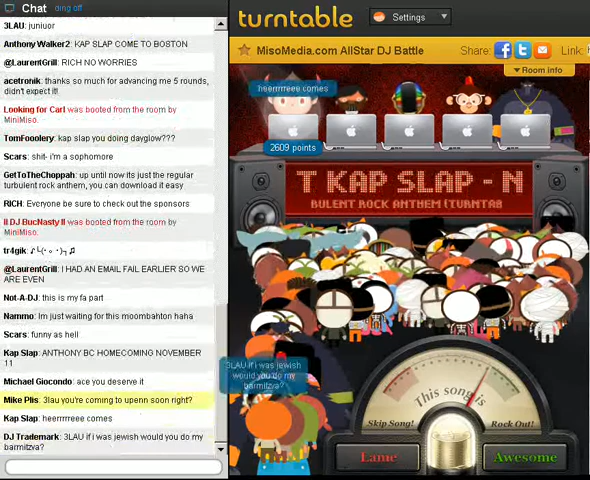 Chat ding off
3LAU: juniuor
Anthony Walker2: KAP SLAP COME TO BOSTON
@LaurentGrill: RICH NO WORRIES
acetronik: thanks so much for advancing me 5 rounds,
didn't expect it!
Looking for Carl was booted from the room by
MiniMiso.
TomFooolery: kap slap you doing dayglow???
Scars: shit- i'm a sophomore
GetToTheChoppah: up until now its just the regular
turbulent rock anthem, you can download it easy
RICH: Everyone be sure to check out the sponsors
II DJ BucNasty II was booted from the room by
MiniMiso.
tr4gik: ♪└(･｡･)┐♫
@LaurentGrill: I HAD AN EMAIL FAIL EARLIER SO WE
ARE EVEN
Not-A-DJ: this is my fa part
Nammo: Im just waiting for this moombahton haha
Scars: funny as hell
Kap Slap: ANTHONY BC HOMECOMING NOVEMBER
11
Michael Giocondo: ace you deserve it
Mike Plis: 3lau you're coming to upenn soon right?
Kap Slap: heerrrreee comes
DJ Trademark: 3LAU if i was jewish would you do my
barmitzva?
turntable
Settings
MisoMedia.com AllStar DJ Battle
Share:
Link:
Room info
heerrrreee comes
2609 points
T KAP SLAP - N
BULENT ROCK ANTHEM (TURNTAB
3LAU if i was jewish
would you do my
barmitzva?
This song is
Skip Song!
Rock Out!
Lame
Awesome